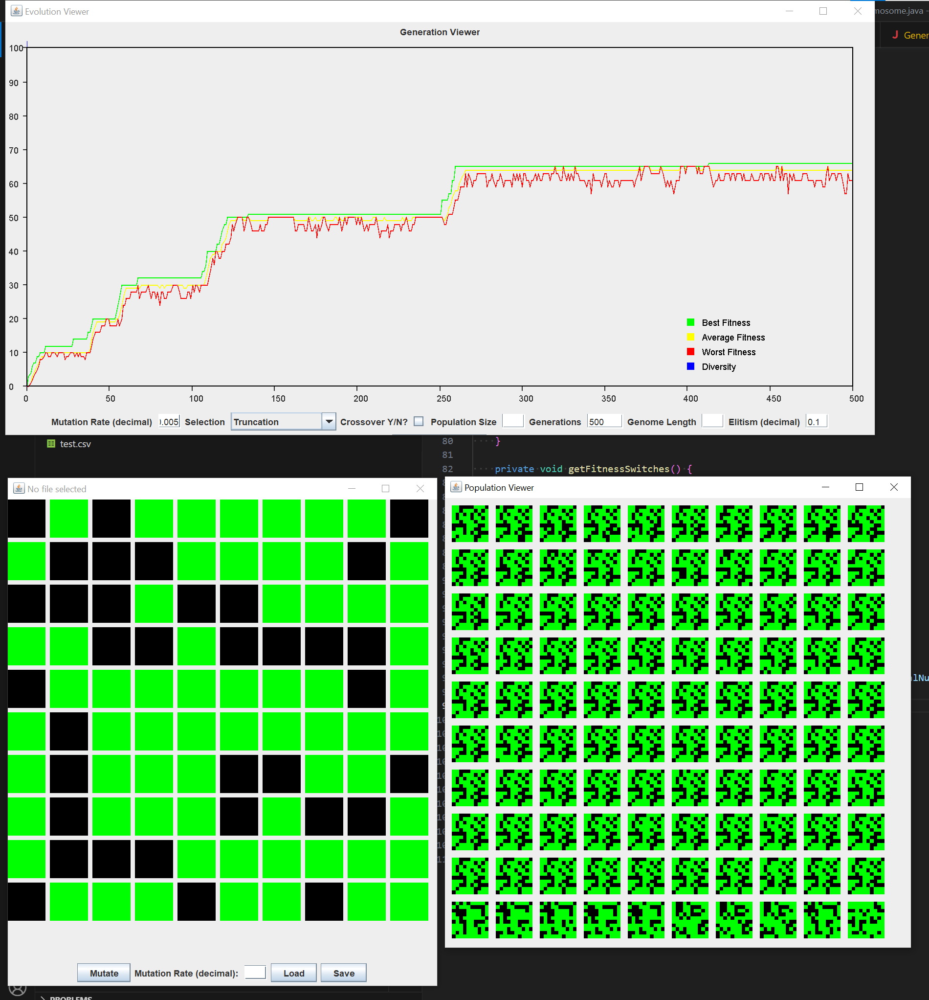 Evolution Viewer
mosome.java -
Generation Viewer
J Gener
100
90
80
70
60
50
40
30
20
10
0
Best Fitness
Average Fitness
Worst Fitness
Diversity
0 50 100 150 200 250 300 350 400 450 500
Mutation Rate (decimal) 0.005 Selection Truncation Crossover Y/N? Population Size Generations 500 Genome Length Elitism (decimal) 0.1
test.csv
80 }
81
82 private void getFitnessSwitches() {
No file selected
Population Viewer
lNu
Mutate Mutation Rate (decimal): Load Save
PROBLEMS